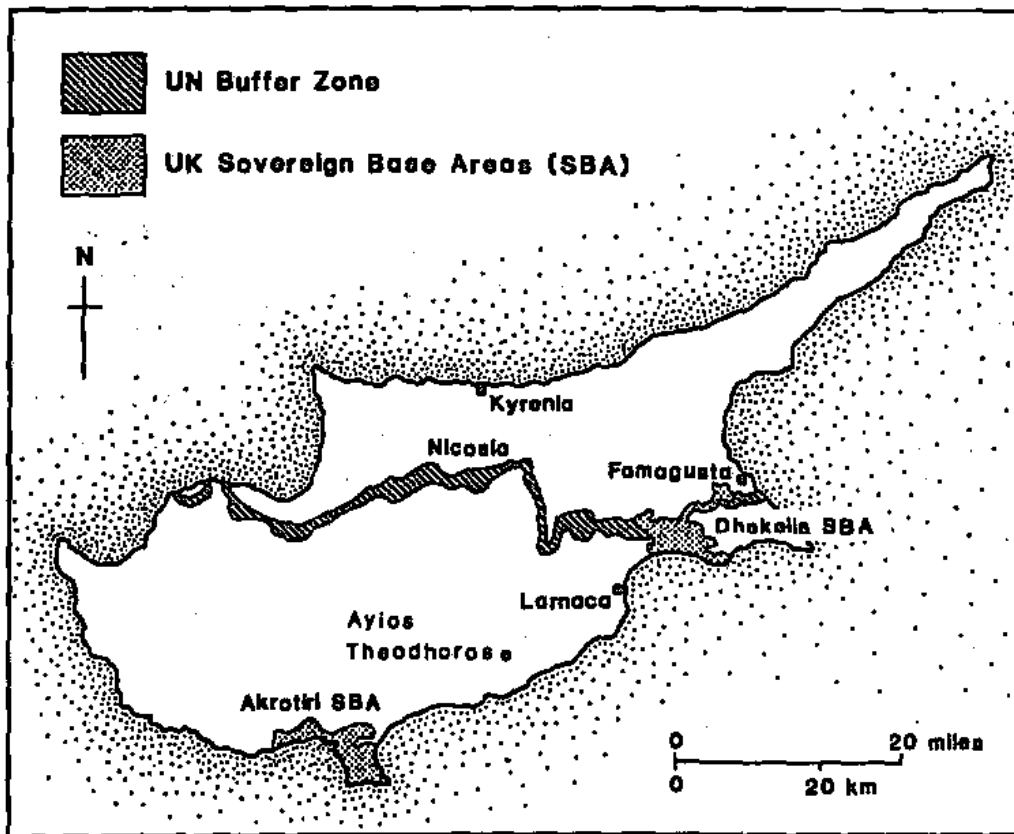 UN Buffer Zone
UK Sovereign Base Areas (SBA)
N
Kyrenia
Nicosia
Famagusta
Dhekelia SBA
Larnaca
Ayios
Theodhoros
Akrotiri SBA
0 20 miles
0 20 km